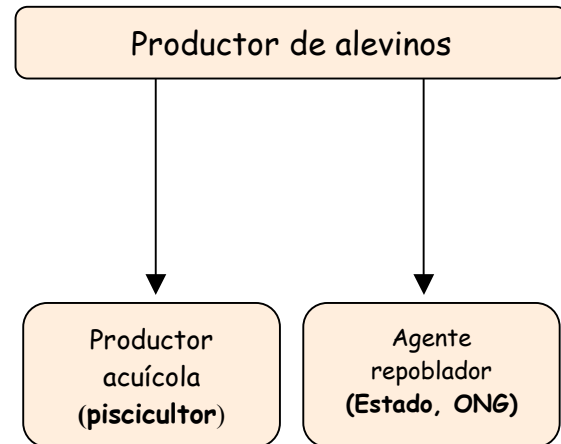 Productor de alevinos
Productor
acuícola
(piscicultor)
Agente
repoblador
(Estado, ONG)